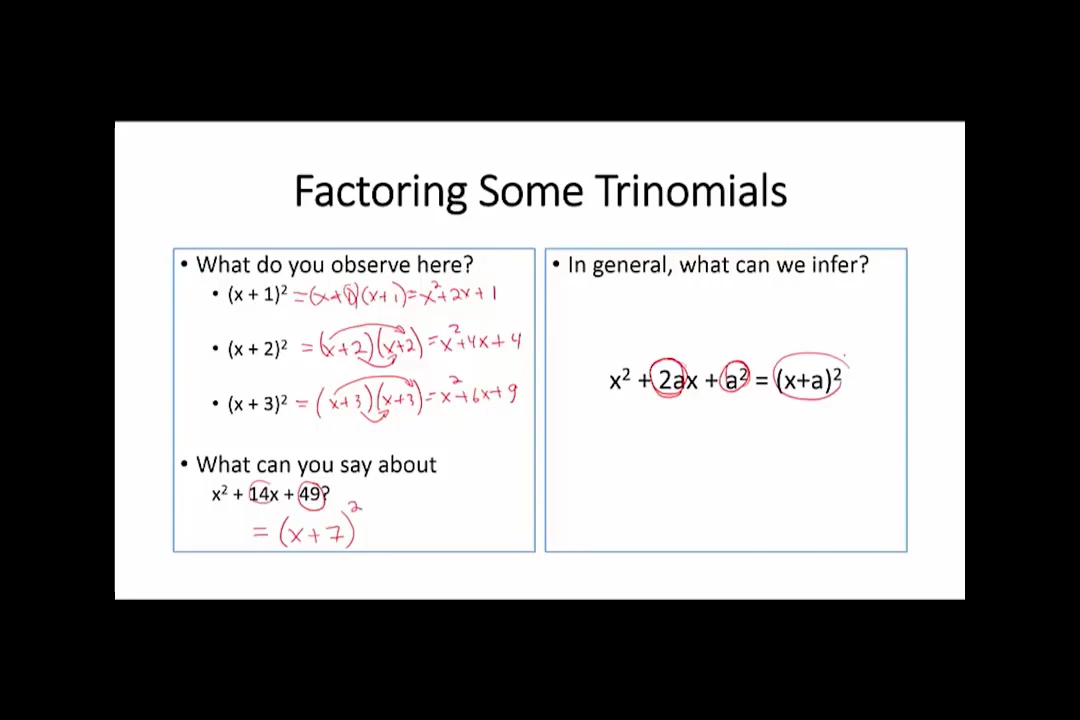 Factoring Some Trinomials
• What do you observe here?
• (x + 1)² = (x+1)(x+1) = x²+2x+1
• (x + 2)² = (x+2)(x+2) = x²+4x+4
• (x + 3)² = (x+3)(x+3) = x²+6x+9
• What can you say about
x² + 14x + 49?
= (x+7)²
• In general, what can we infer?
x² + 2ax + a² = (x+a)²